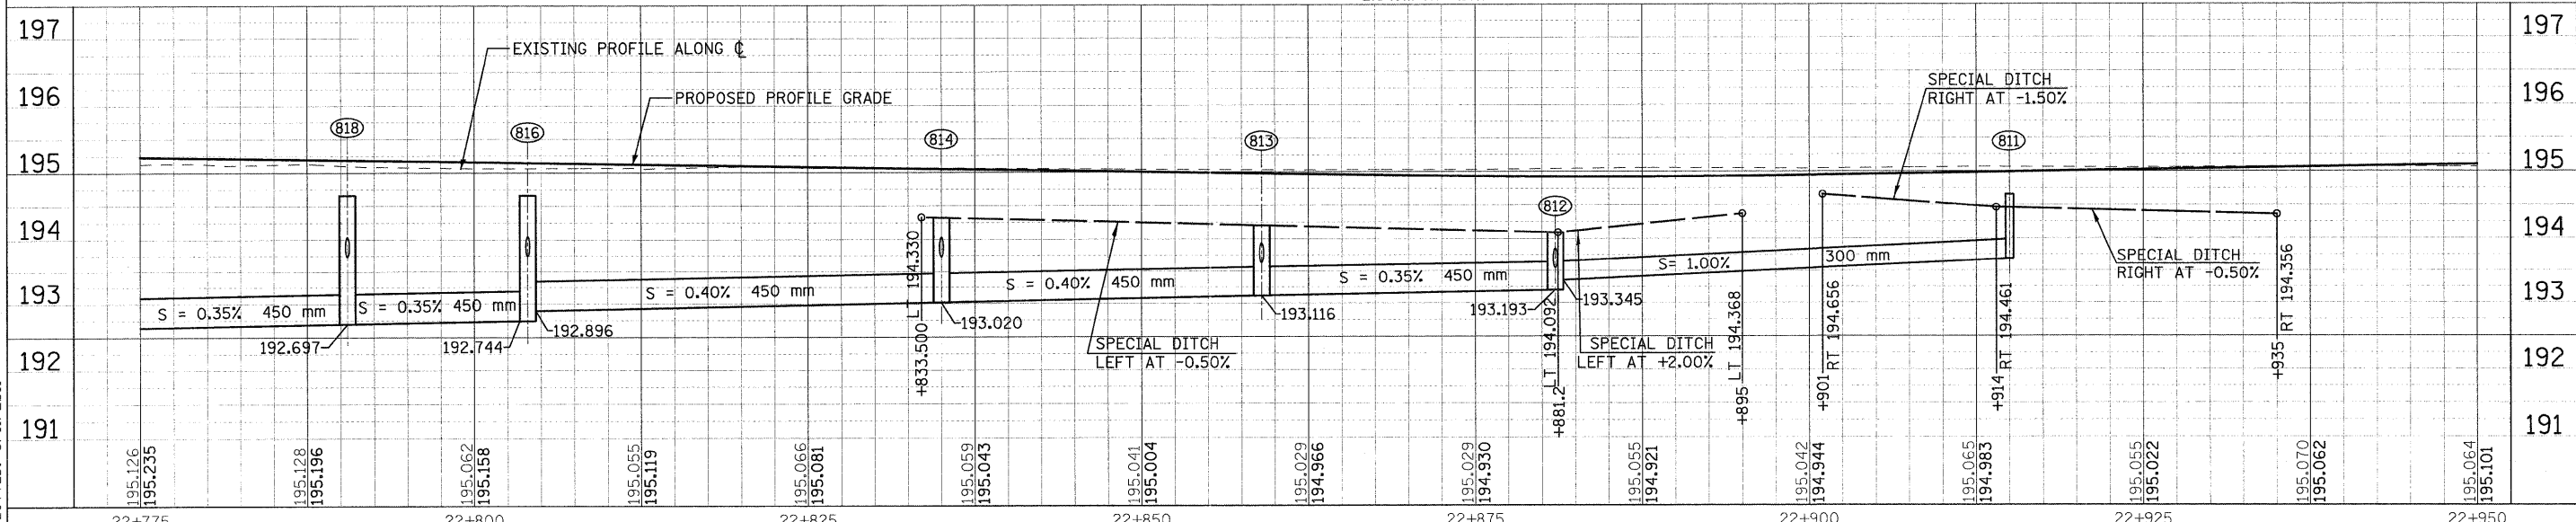 197
197
EXISTING PROFILE ALONG ℄
SPECIAL DITCH
RIGHT AT -1.50%
196
PROPOSED PROFILE GRADE
196
818
816
814
813
811
195
195
812
194
194
S = 1.00%
300 mm
SPECIAL DITCH
RIGHT AT -0.50%
193
S = 0.35% 450 mm
S = 0.35% 450 mm
S = 0.40% 450 mm
S = 0.40% 450 mm
S = 0.35% 450 mm
193
192.697
192.744
192.896
193.020
193.116
193.193
193.345
SPECIAL DITCH
LEFT AT -0.50%
SPECIAL DITCH
LEFT AT +2.00%
192
192
+833.500 LT 194.330
+881.2 LT 194.092
+895 LT 194.368
+901 RT 194.656
+914 RT 194.461
+935 RT 194.356
191
191
195.126
195.235
195.128
195.196
195.062
195.158
195.055
195.119
195.066
195.081
195.059
195.043
195.041
195.004
195.029
194.966
195.029
194.930
195.055
194.921
195.042
194.944
195.065
194.983
195.055
195.022
195.070
195.062
195.064
195.101
22+775
22+800
22+825
22+850
22+875
22+900
22+925
22+950